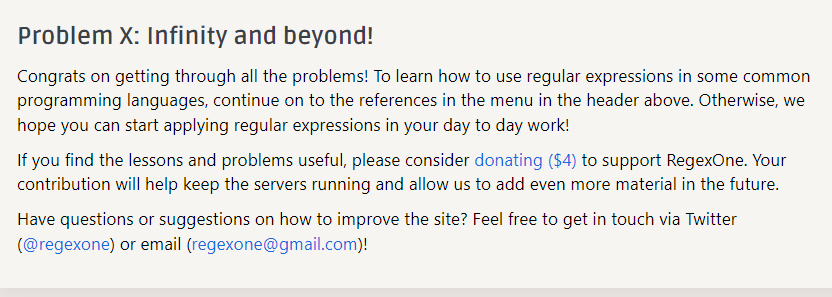 Problem X: Infinity and beyond!
Congrats on getting through all the problems! To learn how to use regular expressions in some common
programming languages, continue on to the references in the menu in the header above. Otherwise, we
hope you can start applying regular expressions in your day to day work!
If you find the lessons and problems useful, please consider donating ($4) to support RegexOne. Your
contribution will help keep the servers running and allow us to add even more material in the future.
Have questions or suggestions on how to improve the site? Feel free to get in touch via Twitter
(@regexone) or email (regexone@gmail.com)!